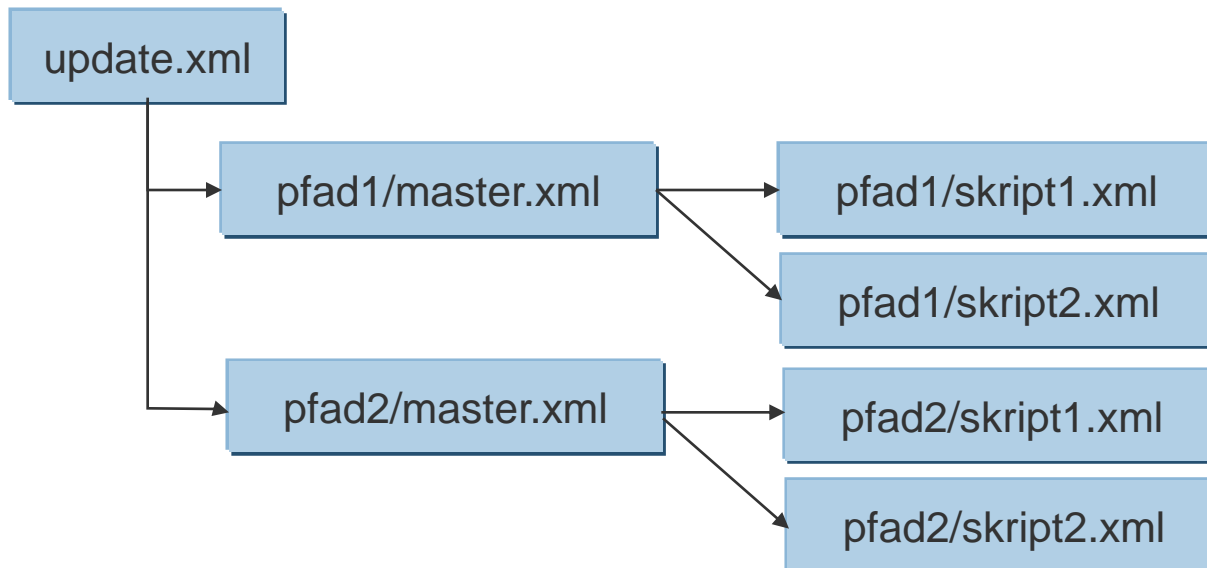 update.xml
pfad1/master.xml
pfad1/skript1.xml
pfad1/skript2.xml
pfad2/master.xml
pfad2/skript1.xml
pfad2/skript2.xml